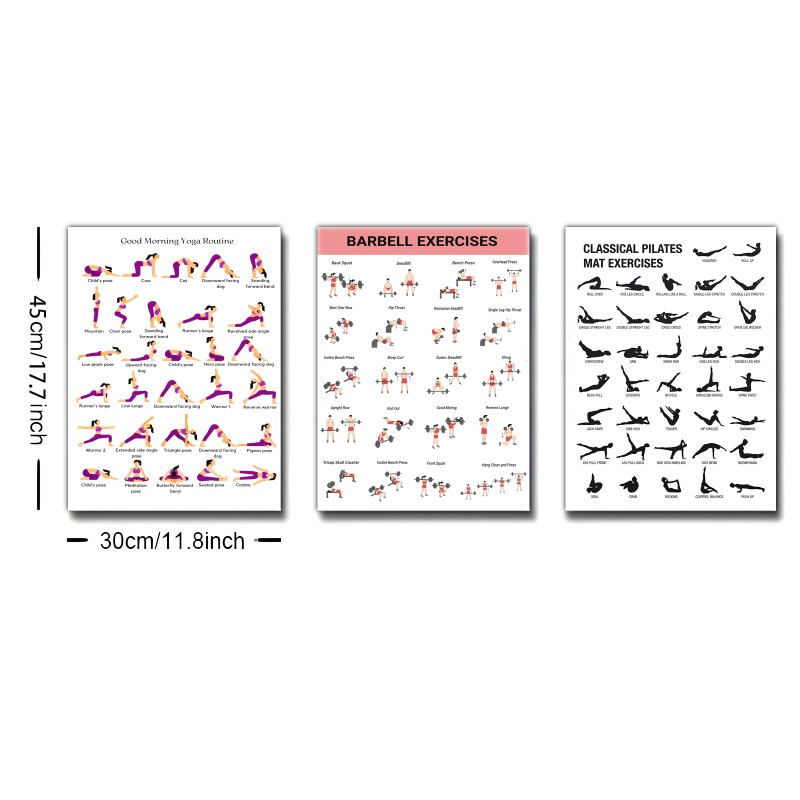 45cm/17.7inch
30cm/11.8inch
Good Morning Yoga Routine
Child's pose
Cow
Cat
Downward facing
dog
Standing
forward bend
Mountain
Chair pose
Standing
forward bend
Runner's lunge
Revolved side angle
pose
Low plank pose
Upward facing
dog
Child's pose
Hero pose
Downward facing dog
Runner's lunge
Low lunge
Downward facing dog
Warrior 1
Reverse warrior
Warrior 2
Extended side angle
pose
Triangle pose
Downward facing
dog
Pigeon pose
Child's pose
Meditation
pose
Butterfly forward
bend
Seated pose
Corpse
BARBELL EXERCISES
Back Squat
Deadlift
Bench Press
Overhead Press
Bent Over Row
Hip Thrust
Romanian Deadlift
Single Leg Hip Thrust
Incline Bench Press
Bicep Curl
Sumo Deadlift
Shrug
Upright Row
Roll Out
Good Moring
Reverse Lunge
Tricep Skull Crusher
Incline Bench Press
Front Squat
Hang Clean and Press
CLASSICAL PILATES
MAT EXERCISES
HUNDRED
ROLL UP
ROLL OVER
ONE LEG CIRCLE
ROLLING LIKE A BALL
SINGLE LEG STRETCH
DOUBLE LEG STRETCH
SINGLE STRAIGHT LEG
DOUBLE STRAIGHT LEG
CRISS CROSS
SPINE STRETCH
OPEN LEG ROCKER
CORKSCREW
SAW
SWAN DIVE
ONE LEG KICK
DOUBLE LEG KICK
NECK PULL
SCISSORS
BICYCLE
SHOULDER BRIDGE
SPINE TWIST
JACK KNIFE
SIDE KICK
TEASER
HIP CIRCLES
SWIMMING
LEG PULL FRONT
LEG PULL BACK
SIDE KICK KNEELING
SIDE BEND
BOOMERANG
SEAL
CRAB
ROCKING
CONTROL BALANCE
PUSH UP